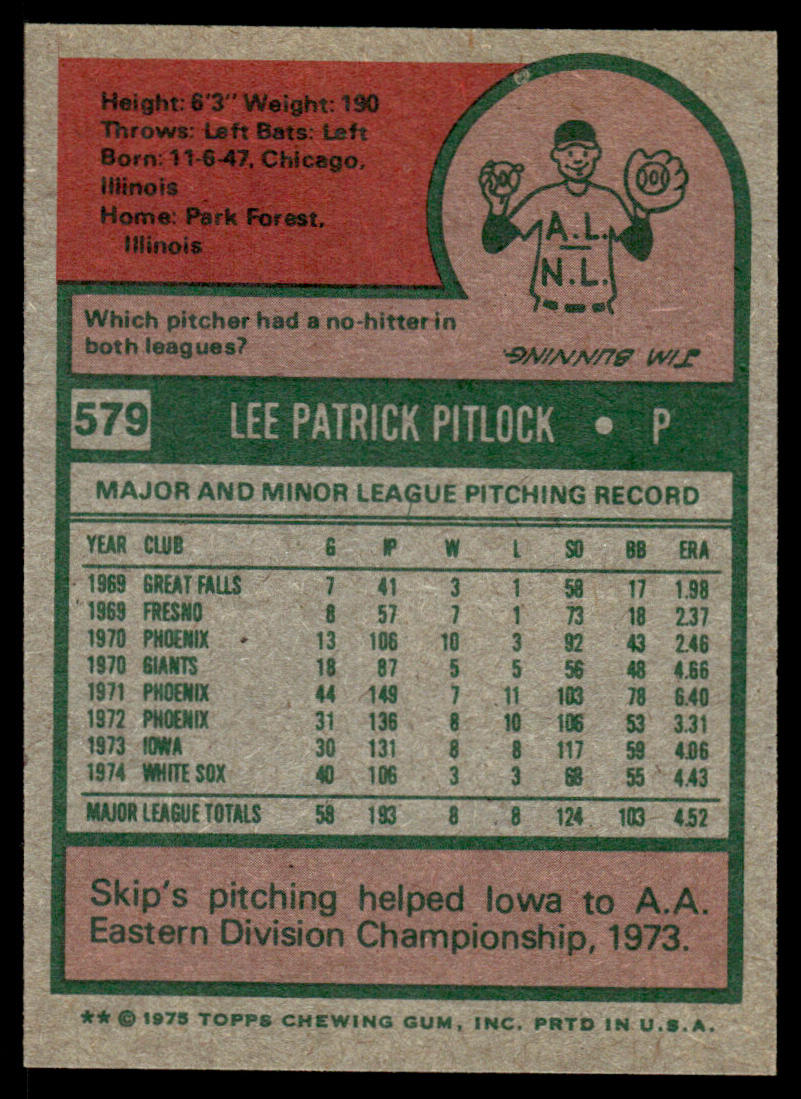 Height: 6'3" Weight: 190
Throws: Left Bats: Left
Born: 11-6-47, Chicago,
Illinois
Home: Park Forest,
Illinois
A.L.
N.L.
Which pitcher had a no-hitter in
both leagues?
JIM BUNNING.
579 LEE PATRICK PITLOCK • P
MAJOR AND MINOR LEAGUE PITCHING RECORD
YEAR CLUB G IP W L SO BB ERA
1969 GREAT FALLS 7 41 3 1 58 17 1.98
1969 FRESNO 8 57 7 1 73 18 2.37
1970 PHOENIX 13 106 10 3 92 43 2.46
1970 GIANTS 18 87 5 5 56 48 4.66
1971 PHOENIX 44 149 7 11 103 78 6.40
1972 PHOENIX 31 136 8 10 106 53 3.31
1973 IOWA 30 131 8 8 117 59 4.06
1974 WHITE SOX 40 106 3 3 68 55 4.43
MAJOR LEAGUE TOTALS 58 193 8 8 124 103 4.52
Skip's pitching helped Iowa to A.A.
Eastern Division Championship, 1973.
** © 1975 TOPPS CHEWING GUM, INC. PRTD IN U.S.A.